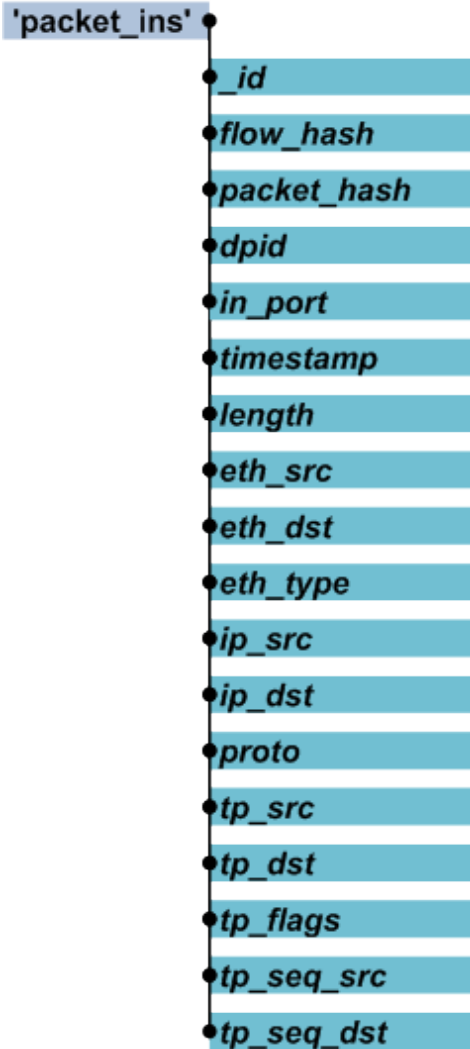 'packet_ins'
_id
flow_hash
packet_hash
dpid
in_port
timestamp
length
eth_src
eth_dst
eth_type
ip_src
ip_dst
proto
tp_src
tp_dst
tp_flags
tp_seq_src
tp_seq_dst